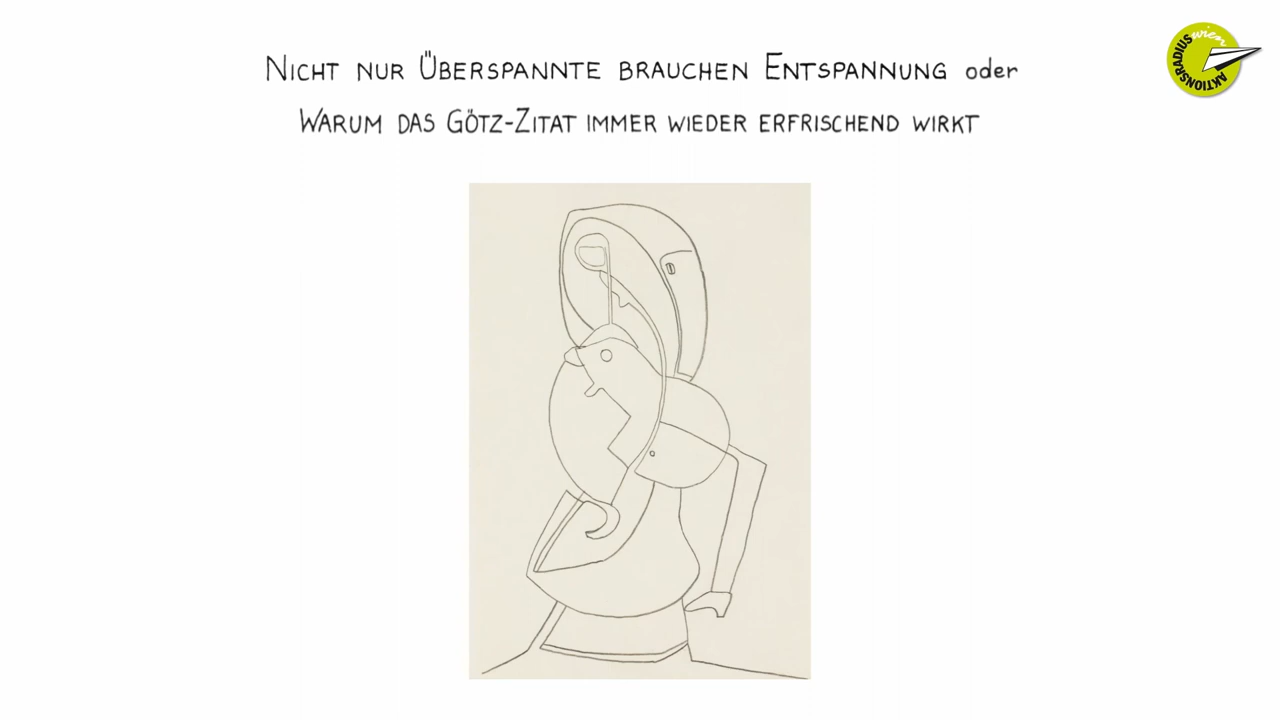 NICHT NUR ÜBERSPANNTE BRAUCHEN ENTSPANNUNG oder
WARUM DAS GÖTZ-ZITAT IMMER WIEDER ERFRISCHEND WIRKT
AKTIONSRADIUS wien